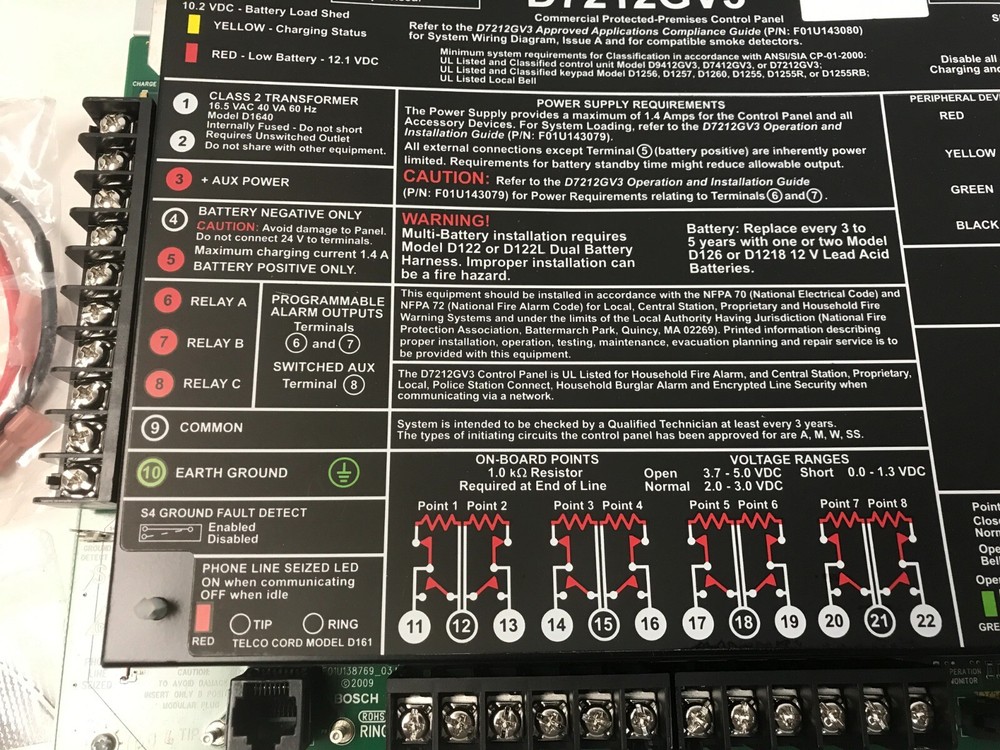 D7212GV3
10.2 VDC - Battery Load Shed
YELLOW - Charging Status
RED - Low Battery - 12.1 VDC
CHARGE
Commercial Protected-Premises Control Panel
Refer to the D7212GV3 Approved Applications Compliance Guide (P/N: F01U143080)
for System Wiring Diagram, Issue A and for compatible smoke detectors.
Minimum system requirements for Classification in accordance with ANSI/SIA CP-01-2000:
UL Listed and Classified control unit Model D9412GV3, D7412GV3, or D7212GV3;
UL Listed and Classified keypad Model D1256, D1257, D1260, D1255, D1255R, or D1255RB;
UL Listed Local Bell
Disable all
Charging and
1
2
CLASS 2 TRANSFORMER
16.5 VAC 40 VA 60 Hz
Model D1640
Internally Fused - Do not short
Requires Unswitched Outlet
Do not share with other equipment.
3 + AUX POWER
4 BATTERY NEGATIVE ONLY
CAUTION: Avoid damage to Panel.
Do not connect 24 V to terminals.
5 Maximum charging current 1.4 A
BATTERY POSITIVE ONLY.
6 RELAY A
7 RELAY B
8 RELAY C
PROGRAMMABLE
ALARM OUTPUTS
Terminals
6 and 7
SWITCHED AUX
Terminal 8
9 COMMON
10 EARTH GROUND
S4 GROUND FAULT DETECT
Enabled
Disabled
PHONE LINE SEIZED LED
ON when communicating
OFF when idle
RED
TIP
RING
TELCO CORD MODEL D161
POWER SUPPLY REQUIREMENTS
The Power Supply provides a maximum of 1.4 Amps for the Control Panel and all
Accessory Devices. For System Loading, refer to the D7212GV3 Operation and
Installation Guide (P/N: F01U143079).
All external connections except Terminal 5 (battery positive) are inherently power
limited. Requirements for battery standby time might reduce allowable output.
CAUTION: Refer to the D7212GV3 Operation and Installation Guide
(P/N: F01U143079) for Power Requirements relating to Terminals 6 and 7.
WARNING!
Multi-Battery installation requires
Model D122 or D122L Dual Battery
Harness. Improper installation can
be a fire hazard.
Battery: Replace every 3 to
5 years with one or two Model
D126 or D1218 12 V Lead Acid
Batteries.
This equipment should be installed in accordance with the NFPA 70 (National Electrical Code) and
NFPA 72 (National Fire Alarm Code) for Local, Central Station, Proprietary and Household Fire
Warning Systems and under the limits of the Local Authority Having Jurisdiction (National Fire
Protection Association, Battermarch Park, Quincy, MA 02269). Printed information describing
proper installation, operation, testing, maintenance, evacuation planning and repair service is to
be provided with this equipment.
The D7212GV3 Control Panel is UL Listed for Household Fire Alarm, and Central Station, Proprietary,
Local, Police Station Connect, Household Burglar Alarm and Encrypted Line Security when
communicating via a network.
System is intended to be checked by a Qualified Technician at least every 3 years.
The types of initiating circuits the control panel has been approved for are A, M, W, SS.
ON-BOARD POINTS
1.0 kΩ Resistor
Required at End of Line
VOLTAGE RANGES
Open 3.7 - 5.0 VDC Short 0.0 - 1.3 VDC
Normal 2.0 - 3.0 VDC
Point 1 Point 2 Point 3 Point 4 Point 5 Point 6 Point 7 Point 8
11 12 13 14 15 16 17 18 19 20 21 22
PERIPHERAL DEV
RED
YELLOW
GREEN
BLACK
Point
Clos
Norm
Ope
Bel
Ope
GRE
F01U138769_03
©2009
BOSCH
ROHS
RING
CAUTION:
TO AVOID DAMAGE
INSERT ONLY
MODULAR PLUG
TIP
GROUND
DETECT
SEIZED
MONITOR